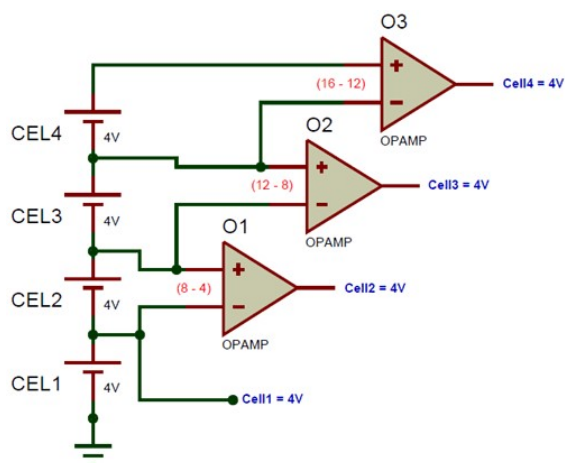 O3
+
(16 - 12)
−
Cell4 = 4V
OPAMP
CEL4
4V
O2
+
(12 - 8)
−
Cell3 = 4V
OPAMP
CEL3
4V
O1
+
(8 - 4)
−
Cell2 = 4V
OPAMP
CEL2
4V
CEL1
4V
Cell1 = 4V